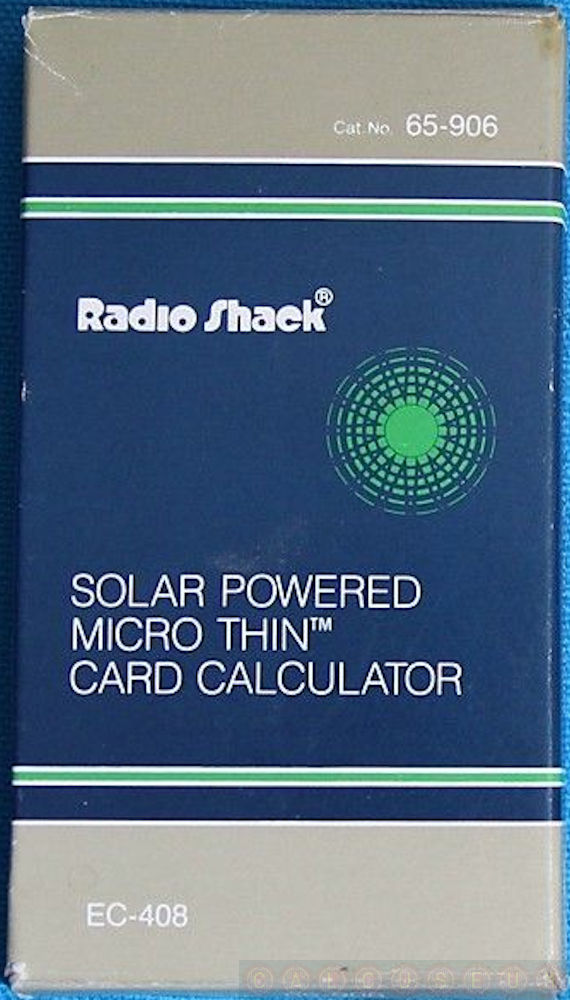 Cat. No. 65-906
Radio Shack®
SOLAR POWERED
MICRO THIN™
CARD CALCULATOR
EC-408